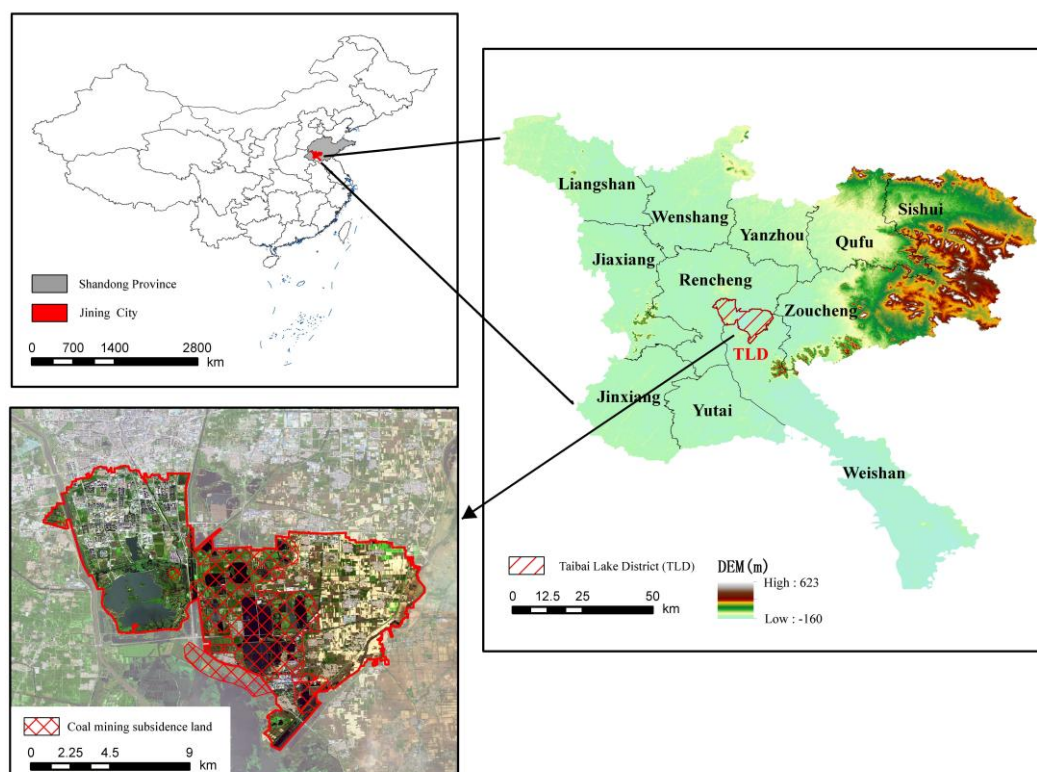 Shandong Province
Jining City
0 700 1400 2800
km
Liangshan
Wenshang
Yanzhou
Sishui
Qufu
Jiaxiang
Rencheng
Zoucheng
TLD
Jinxiang
Yutai
Weishan
Taibai Lake District (TLD)
0 12.5 25 50
km
DEM(m)
High : 623
Low : -160
Coal mining subsidence land
0 2.25 4.5 9
km